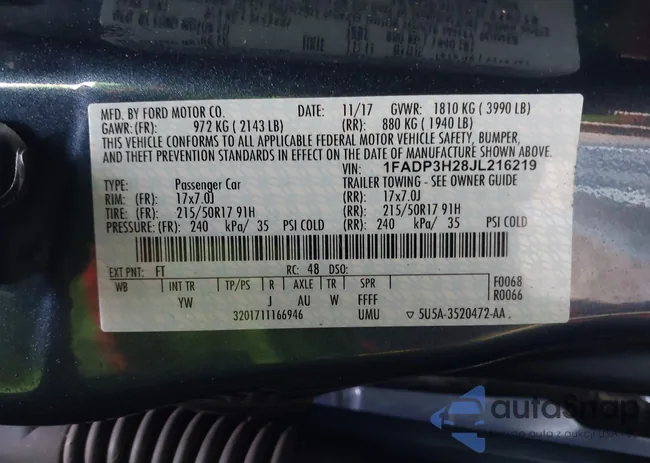 MFD. BY FORD MOTOR CO. DATE: 11/17 GVWR: 1810 KG ( 3990 LB)
GAWR: (FR): 972 KG ( 2143 LB) (RR): 880 KG ( 1940 LB)
THIS VEHICLE CONFORMS TO ALL APPLICABLE FEDERAL MOTOR VEHICLE SAFETY, BUMPER,
AND THEFT PREVENTION STANDARDS IN EFFECT ON THE DATE OF MANUFACTURE SHOWN ABOVE.
VIN: 1FADP3H28JL216219
TYPE: Passenger Car TRAILER TOWING - SEE OWNER GUIDE
RIM: (FR): 17x7.0J (RR): 17x7.0J
TIRE: (FR): 215/50R17 91H (RR): 215/50R17 91H
PRESSURE: (FR): 240 kPa/ 35 PSI COLD (RR): 240 kPa/ 35 PSI COLD
EXT PNT: FT RC: 48 DSO:
WB INT TR TP/PS R AXLE TR SPR F0068
YW J AU W FFFF R0066
3201711166946 UMU ▽ 5U5A-3520472-AA
autoSnap